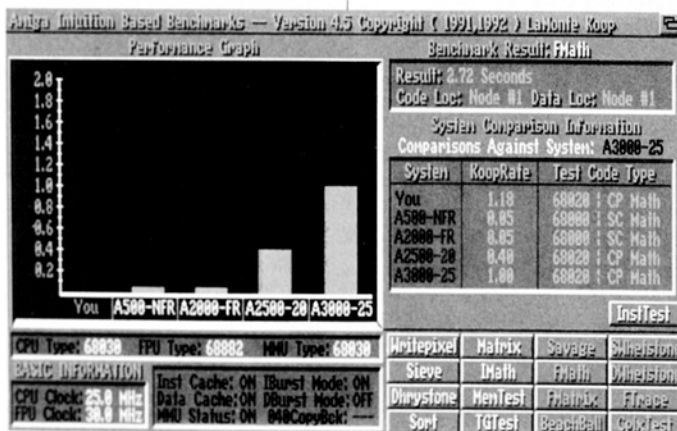 Amiga Intuition Based Benchmarks — Version 4.5 Copyright ( 1991,1992 ) LaMonte Koop
Performance Graph
2.0
1.8
1.6
1.4
1.2
1.0
0.8
0.6
0.4
0.2
You A500-NFR A2000-FR A2500-20 A3000-25
Benchmark Result: FMath
Result: 2.72 Seconds
Code Loc: Node #1 Data Loc: Node #1
System Comparison Information
Comparisons Against System: A3000-25
System KoopRate Test Code Type
You 1.18 68020 | CP Math
A500-NFR 0.05 68000 | SC Math
A2000-FR 0.05 68000 | SC Math
A2500-20 0.40 68020 | CP Math
A3000-25 1.00 68020 | CP Math
InstTest
CPU Type: 68030 FPU Type: 68882 MMU Type: 68030
BASIC INFORMATION
CPU Clock: 25.0 MHz
FPU Clock: 30.0 MHz
Inst Cache: ON IBurst Mode: ON
Data Cache: ON DBurst Mode: OFF
MMU Status: ON 040CopyBck: ---
Writepixel Matrix Savage SWhetstone
Sieve IMath FMath DWhetstone
Dhrystone MemTest FMatrix FTrace
Sort TGTest BeachBall CplxTest